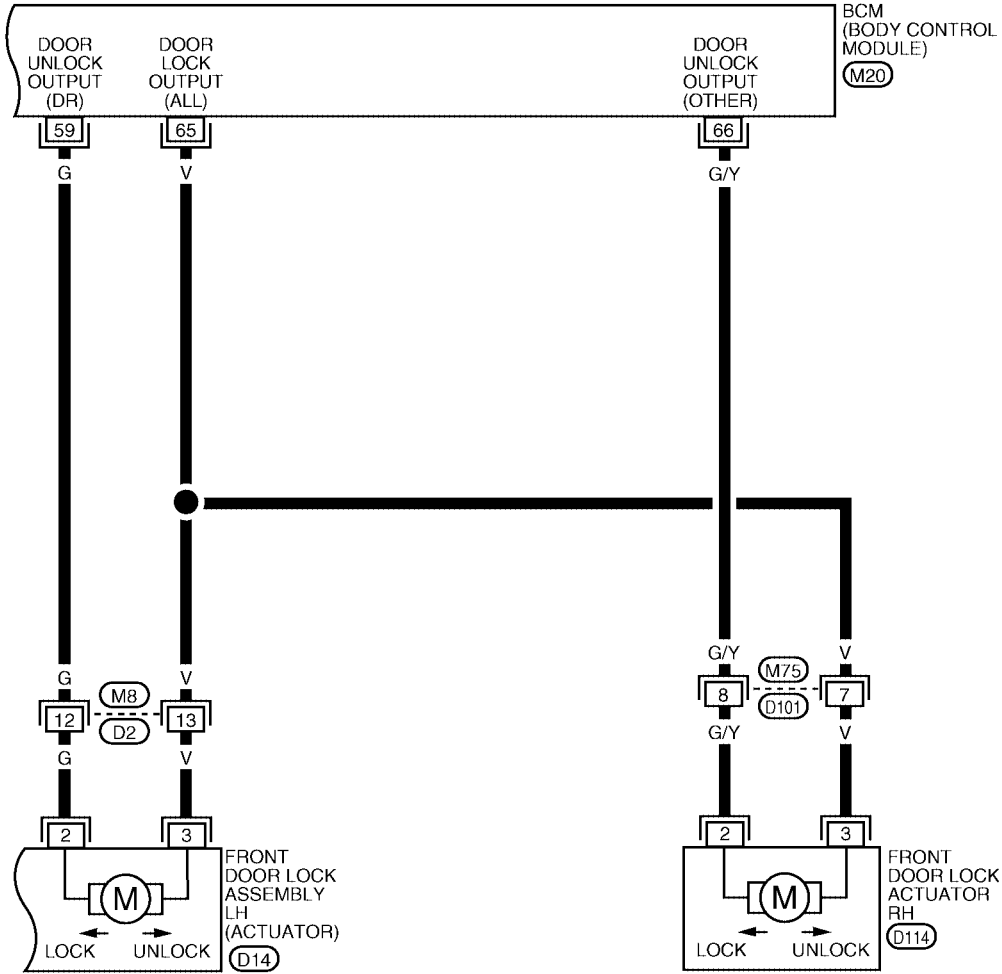 BCM
(BODY CONTROL
MODULE)
M20
DOOR
UNLOCK
OUTPUT
(DR)
DOOR
LOCK
OUTPUT
(ALL)
DOOR
UNLOCK
OUTPUT
(OTHER)
59
65
66
G
V
G/Y
G/Y
V
G
V
M8
M75
8
7
12
13
D2
D101
G/Y
V
G
V
2
3
2
3
M
LOCK
UNLOCK
FRONT
DOOR LOCK
ASSEMBLY
LH
(ACTUATOR)
D14
M
LOCK
UNLOCK
FRONT
DOOR LOCK
ACTUATOR
RH
D114